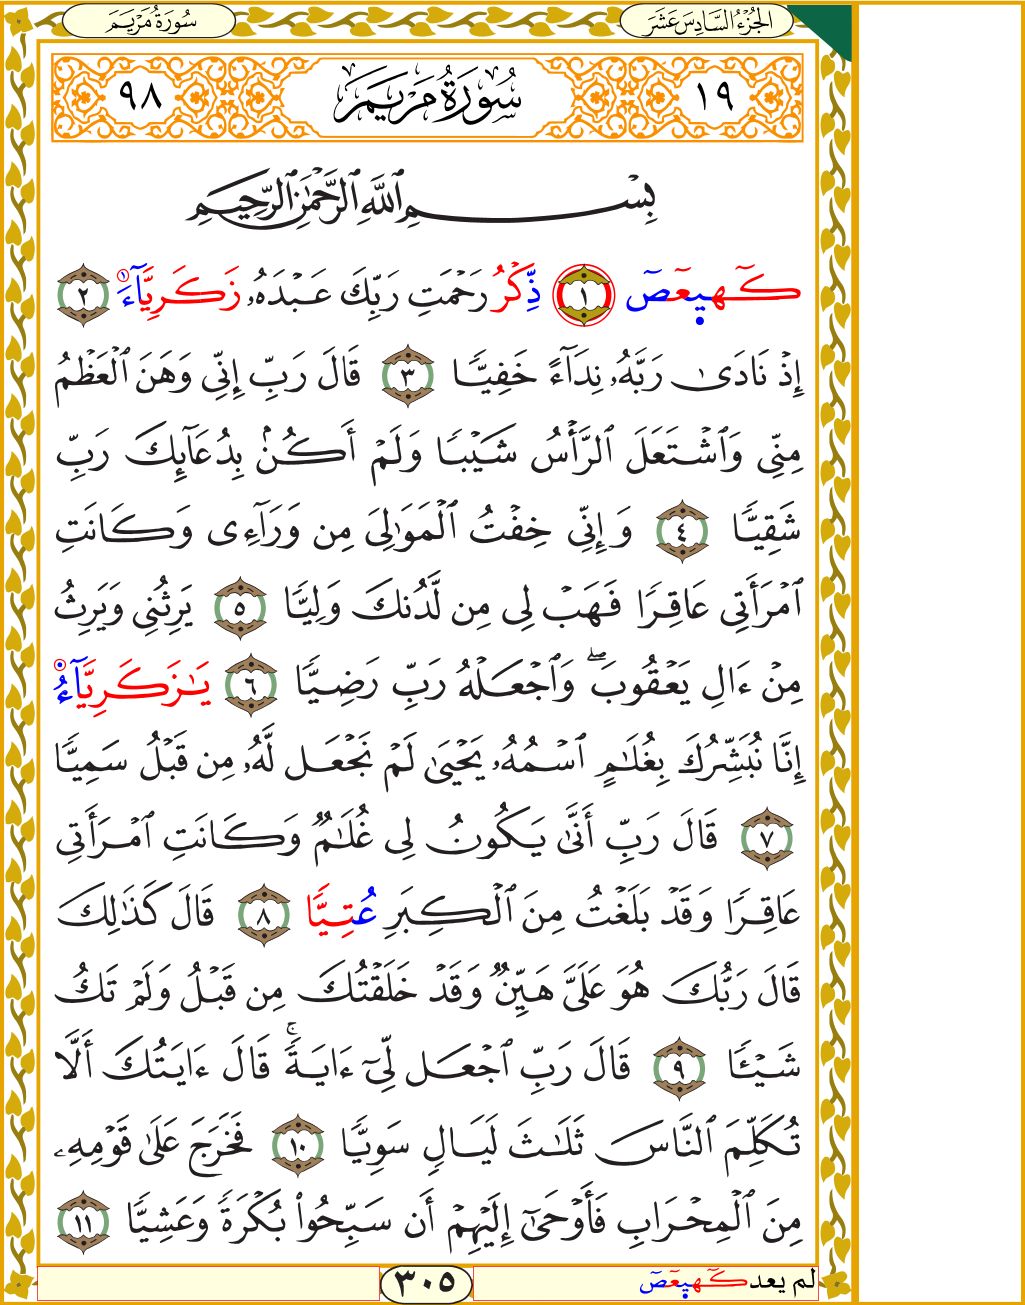 الجُزْءُ السَّادِسَ عَشَرَ
سُورَةُ مَرْيَمَ
١٩ سُورَةُ مَرْيَمَ ٩٨
بِسْمِ ٱللَّهِ ٱلرَّحْمَٰنِ ٱلرَّحِيمِ
كٓهيعٓصٓ ١ ذِّكْرُ رَحْمَتِ رَبِّكَ عَبْدَهُۥ زَكَرِيَّآءَ ٢
إِذْ نَادَىٰ رَبَّهُۥ نِدَآءً خَفِيًّا ٣ قَالَ رَبِّ إِنِّى وَهَنَ ٱلْعَظْمُ
مِنِّى وَٱشْتَعَلَ ٱلرَّأْسُ شَيْبًا وَلَمْ أَكُنۢ بِدُعَآئِكَ رَبِّ
شَقِيًّا ٤ وَإِنِّى خِفْتُ ٱلْمَوَٰلِىَ مِن وَرَآءِى وَكَانَتِ
ٱمْرَأَتِى عَاقِرًا فَهَبْ لِى مِن لَّدُنكَ وَلِيًّا ٥ يَرِثُنِى وَيَرِثُ
مِنْ ءَالِ يَعْقُوبَ ۖ وَٱجْعَلْهُ رَبِّ رَضِيًّا ٦ يَٰزَكَرِيَّآءُ
إِنَّا نُبَشِّرُكَ بِغُلَٰمٍ ٱسْمُهُۥ يَحْيَىٰ لَمْ نَجْعَل لَّهُۥ مِن قَبْلُ سَمِيًّا
٧ قَالَ رَبِّ أَنَّىٰ يَكُونُ لِى غُلَٰمٌ وَكَانَتِ ٱمْرَأَتِى
عَاقِرًا وَقَدْ بَلَغْتُ مِنَ ٱلْكِبَرِ عُتِيًّا ٨ قَالَ كَذَٰلِكَ
قَالَ رَبُّكَ هُوَ عَلَىَّ هَيِّنٌ وَقَدْ خَلَقْتُكَ مِن قَبْلُ وَلَمْ تَكُ
شَيْـًٔا ٩ قَالَ رَبِّ ٱجْعَل لِّىٓ ءَايَةً ۚ قَالَ ءَايَتُكَ أَلَّا
تُكَلِّمَ ٱلنَّاسَ ثَلَٰثَ لَيَالٍ سَوِيًّا ١٠ فَخَرَجَ عَلَىٰ قَوْمِهِۦ
مِنَ ٱلْمِحْرَابِ فَأَوْحَىٰٓ إِلَيْهِمْ أَن سَبِّحُوا۟ بُكْرَةً وَعَشِيًّا ١١
لم يعد كٓهيعٓصٓ
٣٠٥